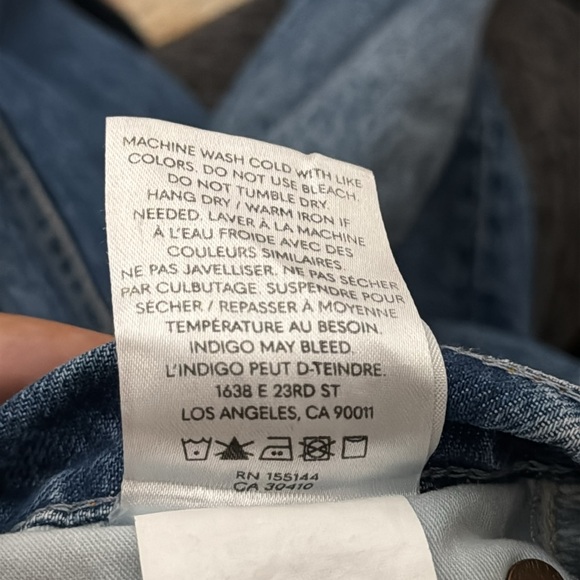 MACHINE WASH COLD WITH LIKE
COLORS. DO NOT USE BLEACH.
DO NOT TUMBLE DRY.
HANG DRY / WARM IRON IF
NEEDED. LAVER À LA MACHINE
À L'EAU FROIDE AVEC DES
COULEURS SIMILAIRES.
NE PAS JAVELLISER. NE PAS SÉCHER
PAR CULBUTAGE. SUSPENDRE POUR
SÉCHER / REPASSER À MOYENNE
TEMPÉRATURE AU BESOIN.
INDIGO MAY BLEED.
L'INDIGO PEUT D-TEINDRE.
1638 E 23RD ST
LOS ANGELES, CA 90011
RN 155144
CA 30410